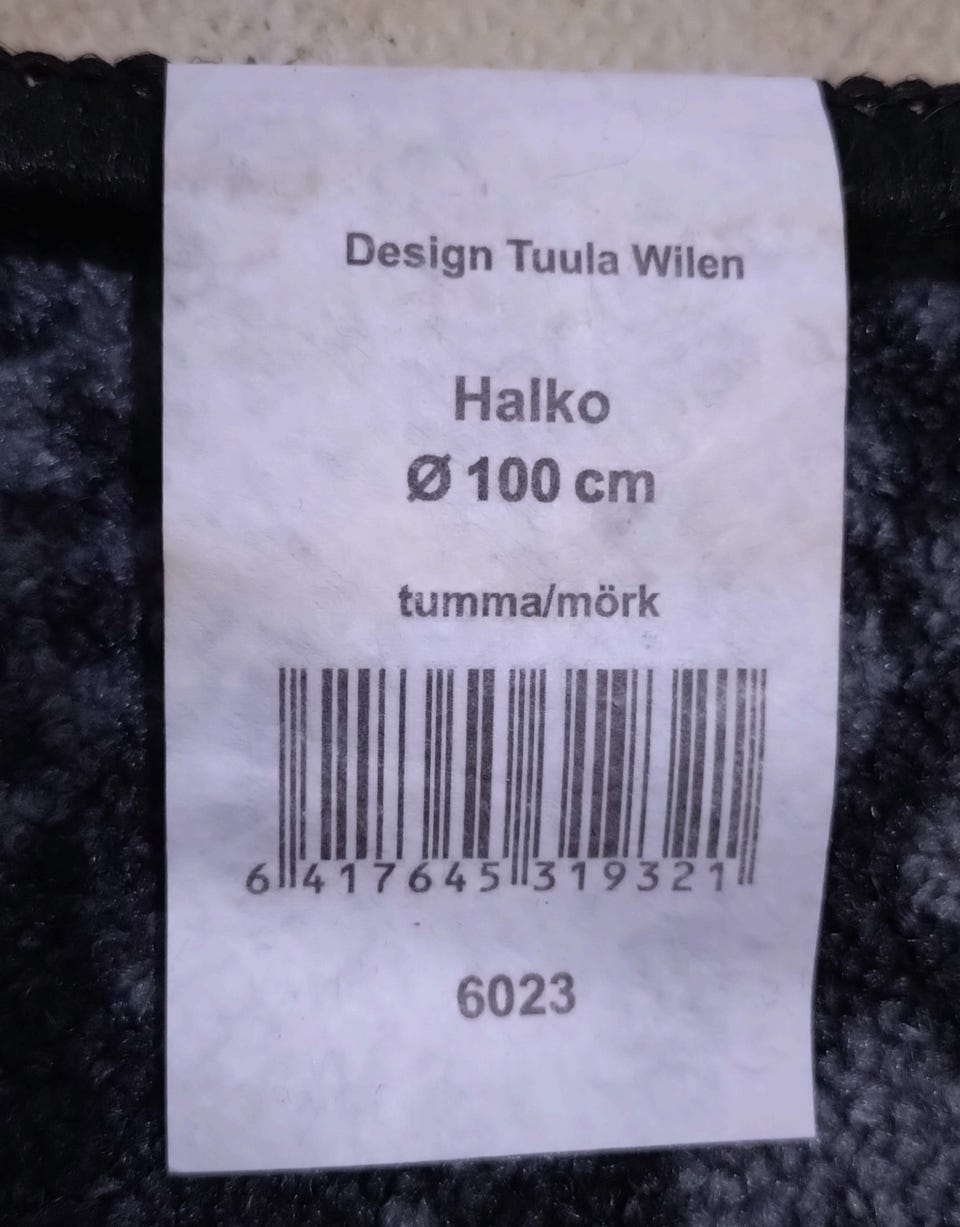 Design Tuula Wilen
Halko
Ø 100 cm
tumma/mörk
6 417645 319321
6023